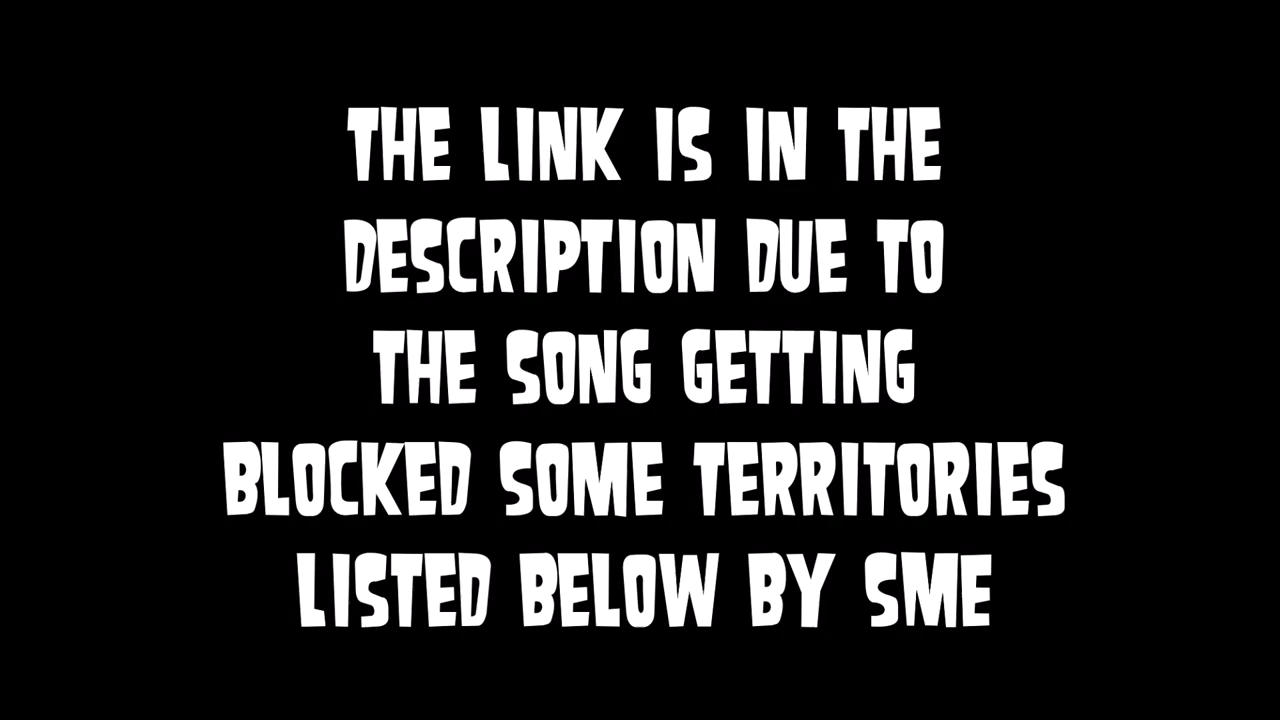 THE LINK IS IN THE
DESCRIPTION DUE TO
THE SONG GETTING
BLOCKED SOME TERRITORIES
LISTED BELOW BY SME